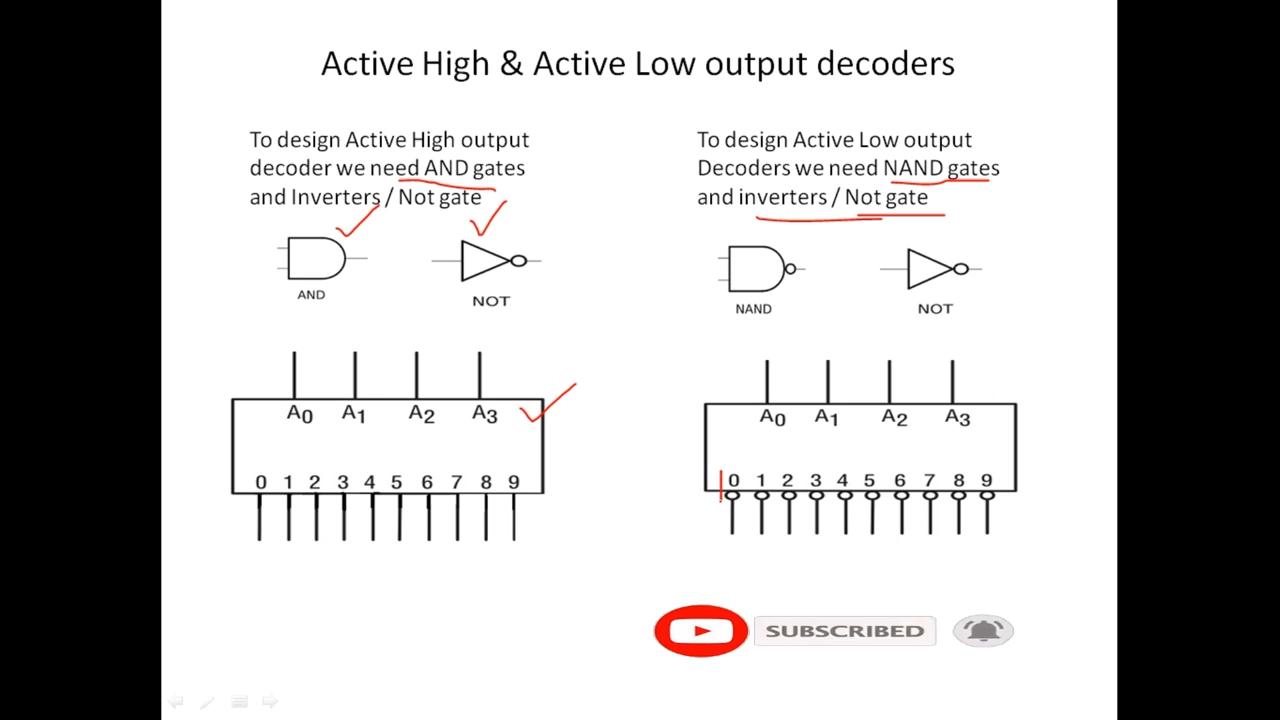 Active High & Active Low output decoders
To design Active High output
decoder we need AND gates
and Inverters / Not gate
AND
NOT
A0 A1 A2 A3
0 1 2 3 4 5 6 7 8 9
To design Active Low output
Decoders we need NAND gates
and inverters / Not gate
NAND
NOT
A0 A1 A2 A3
0 1 2 3 4 5 6 7 8 9
SUBSCRIBED